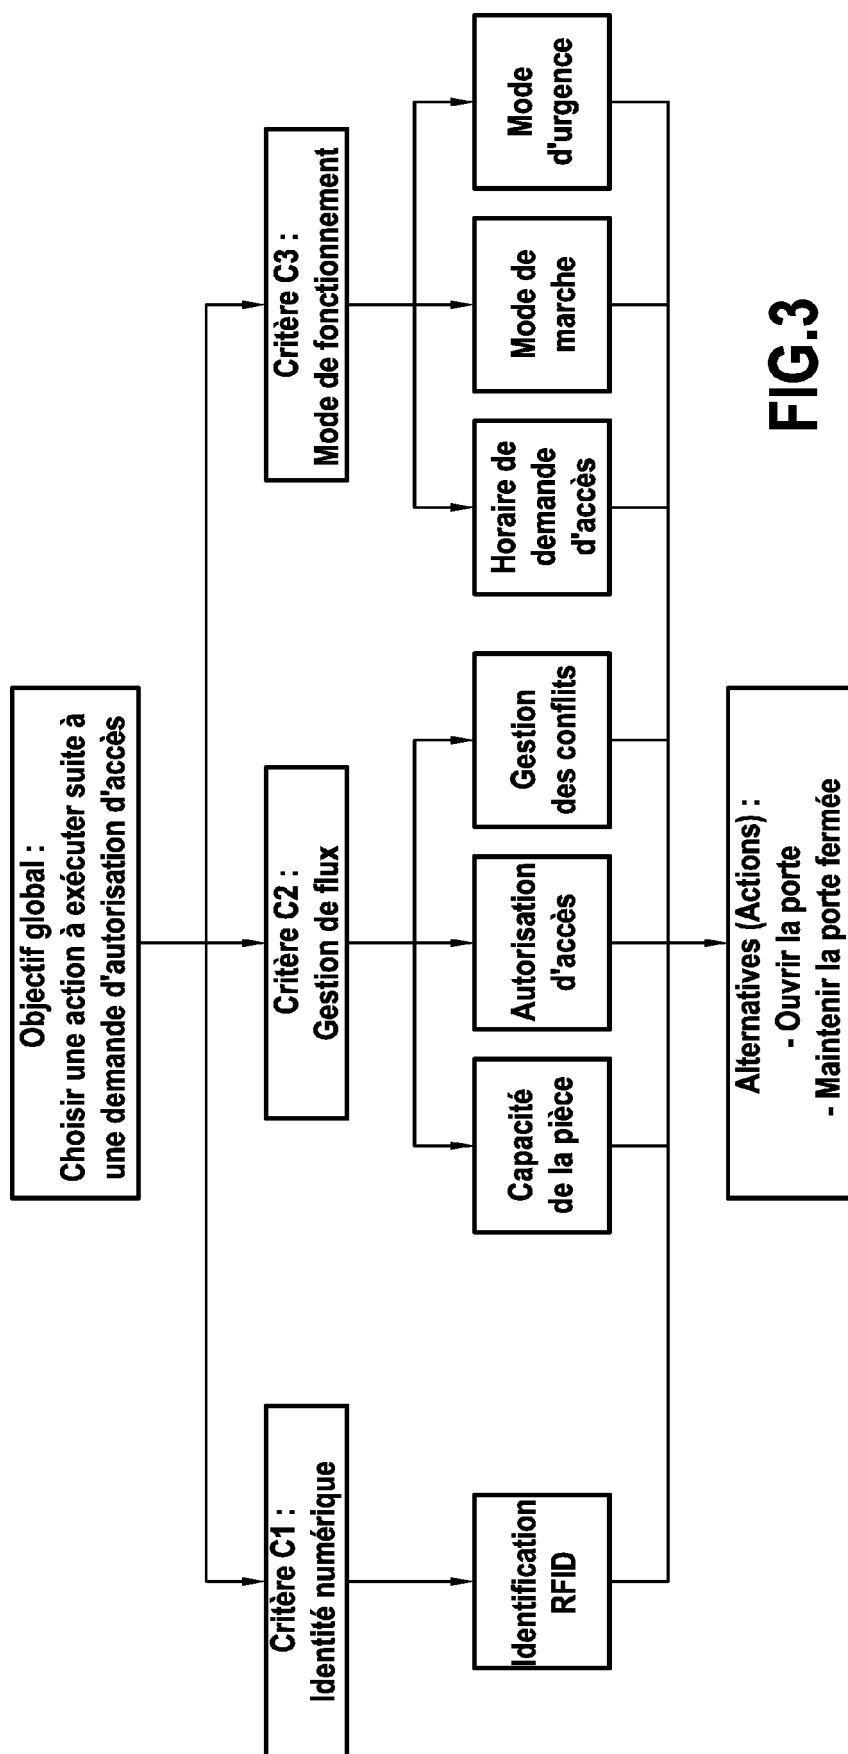 Objectif global :
Choisir une action à exécuter suite à
une demande d'autorisation d'accès
Critère C1 :
Identité numérique
Critère C2 :
Gestion de flux
Critère C3 :
Mode de fonctionnement
Identification
RFID
Capacité
de la pièce
Autorisation
d'accès
Gestion
des conflits
Horaire de
demande
d'accès
Mode de
marche
Mode
d'urgence
Alternatives (Actions) :
- Ouvrir la porte
- Maintenir la porte fermée
FIG.3